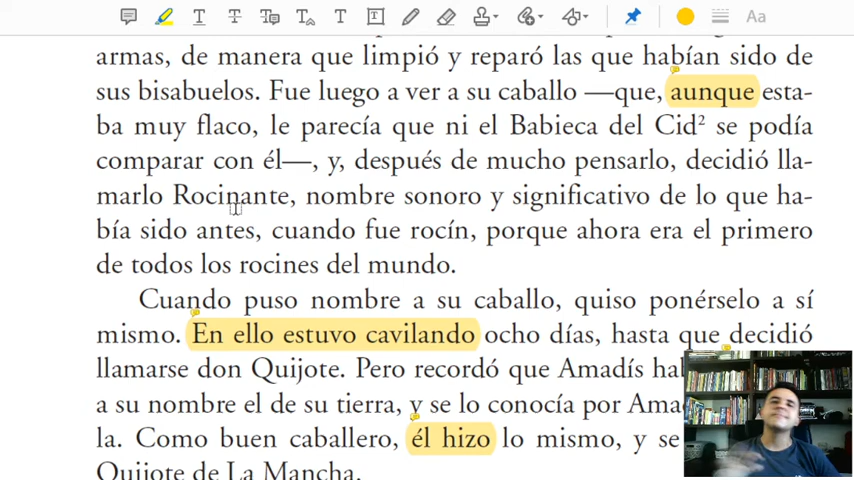 Aa
armas, de manera que limpió y reparó las que habían sido de
sus bisabuelos. Fue luego a ver a su caballo —que, aunque esta-
ba muy flaco, le parecía que ni el Babieca del Cid² se podía
comparar con él—, y, después de mucho pensarlo, decidió lla-
marlo Rocinante, nombre sonoro y significativo de lo que ha-
bía sido antes, cuando fue rocín, porque ahora era el primero
de todos los rocines del mundo.
Cuando puso nombre a su caballo, quiso ponérselo a sí
mismo. En ello estuvo cavilando ocho días, hasta que decidió
llamarse don Quijote. Pero recordó que Amadís
a su nombre el de su tierra, y se lo conocía por
la. Como buen caballero, él hizo lo mismo, y se
Quijote de La Mancha.